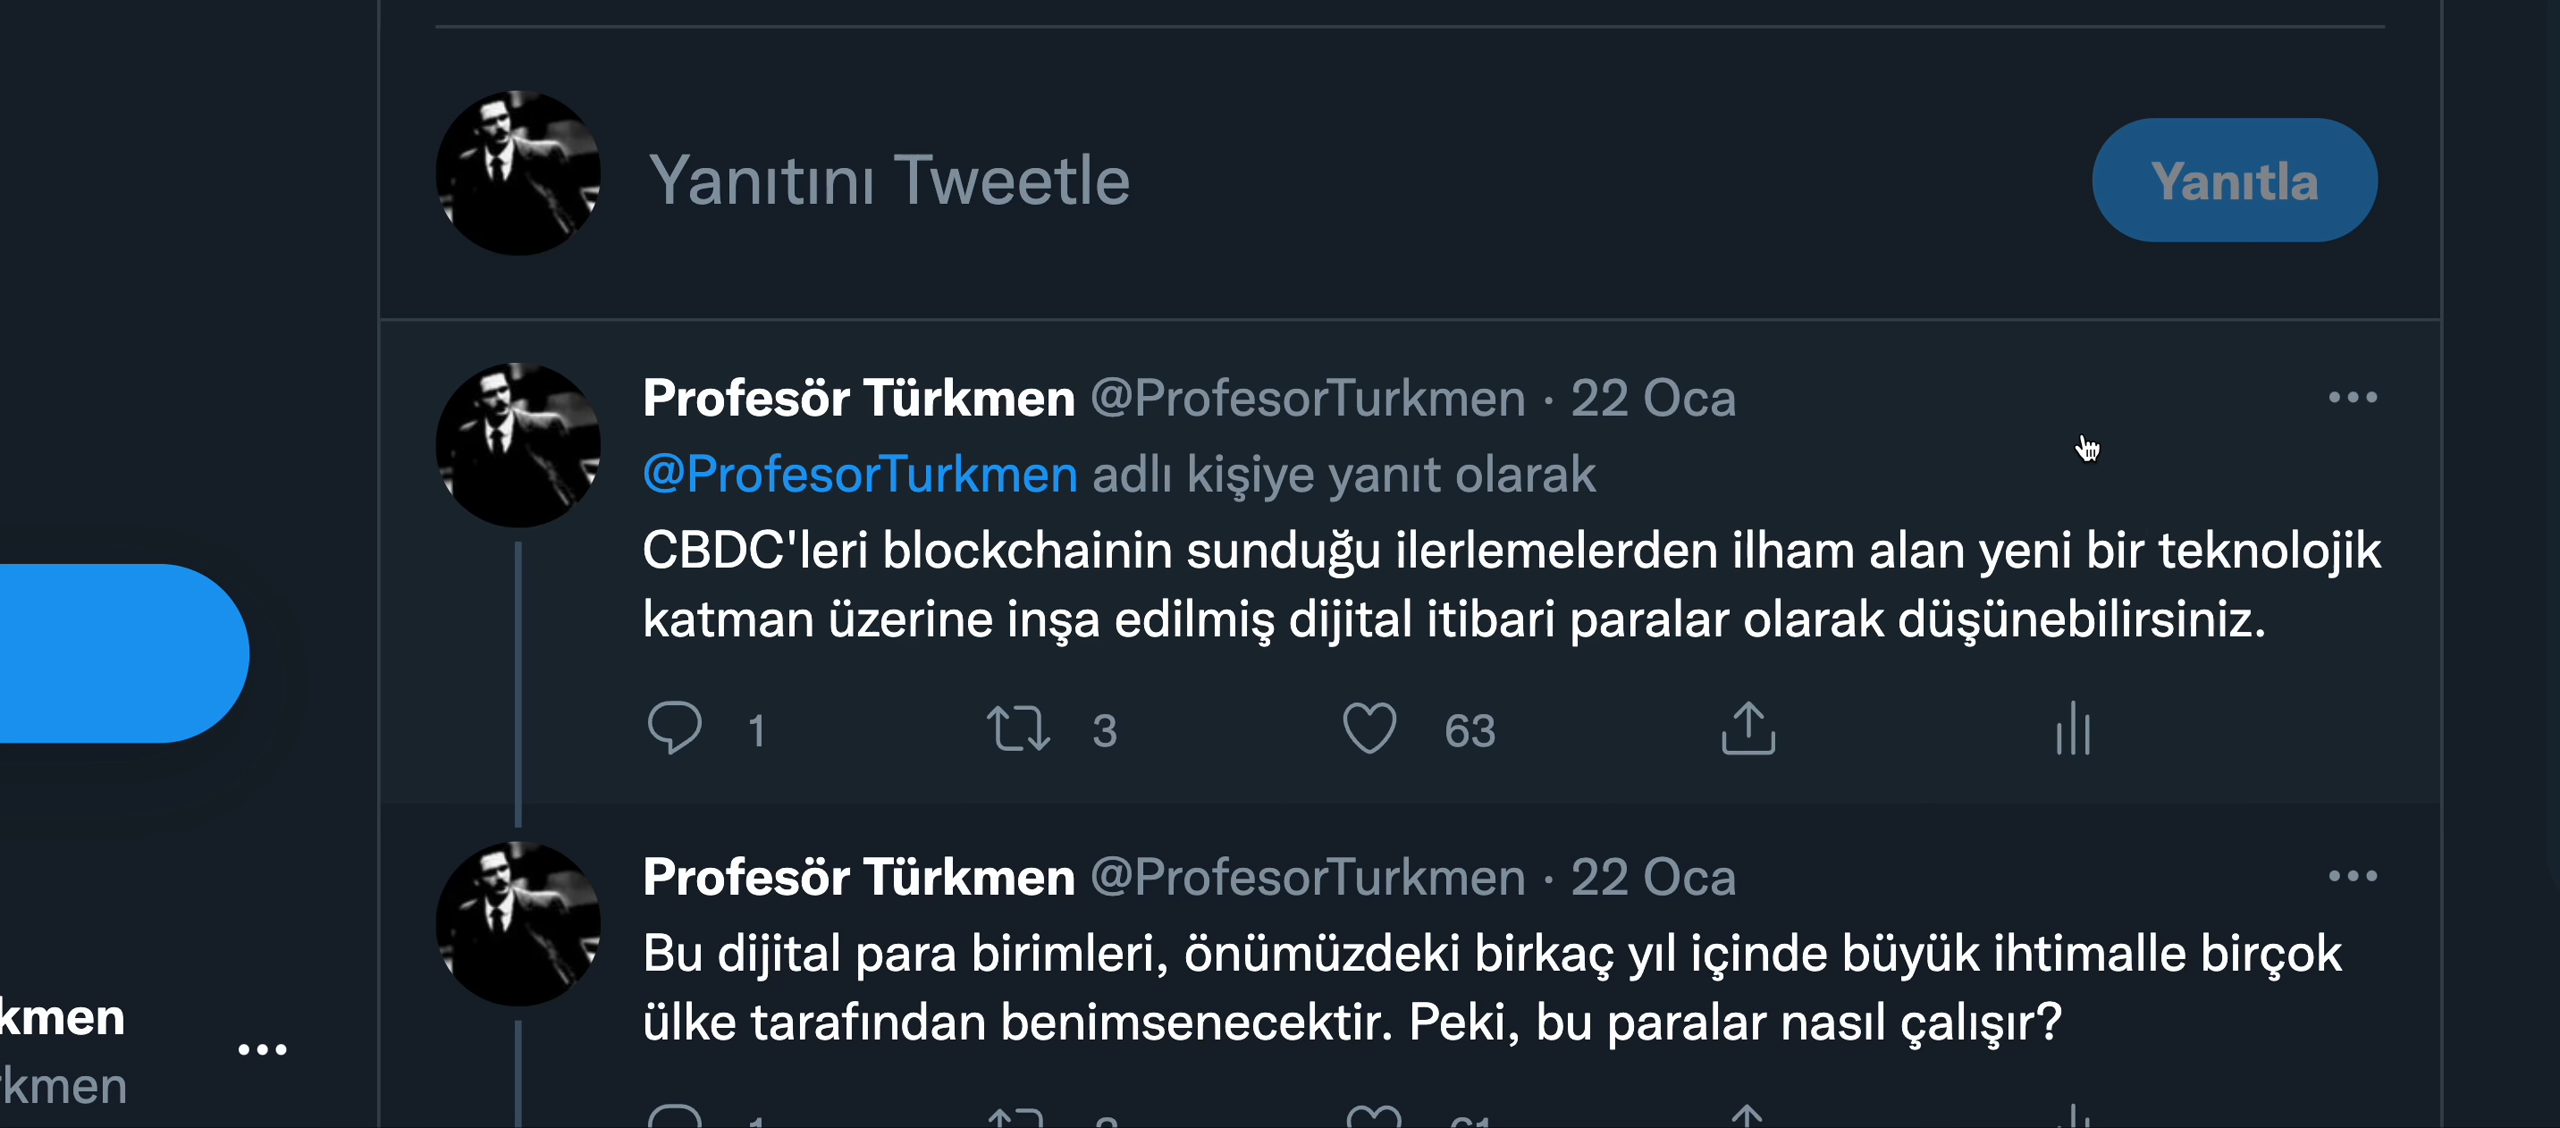 Yanıtını Tweetle
Yanıtla
Profesör Türkmen @ProfesorTurkmen · 22 Oca
@ProfesorTurkmen adlı kişiye yanıt olarak
CBDC'leri blockchainin sunduğu ilerlemelerden ilham alan yeni bir teknolojik
katman üzerine inşa edilmiş dijital itibari paralar olarak düşünebilirsiniz.
1 3 63
Profesör Türkmen @ProfesorTurkmen · 22 Oca
Bu dijital para birimleri, önümüzdeki birkaç yıl içinde büyük ihtimalle birçok
ülke tarafından benimsenecektir. Peki, bu paralar nasıl çalışır?
kmen
kmen